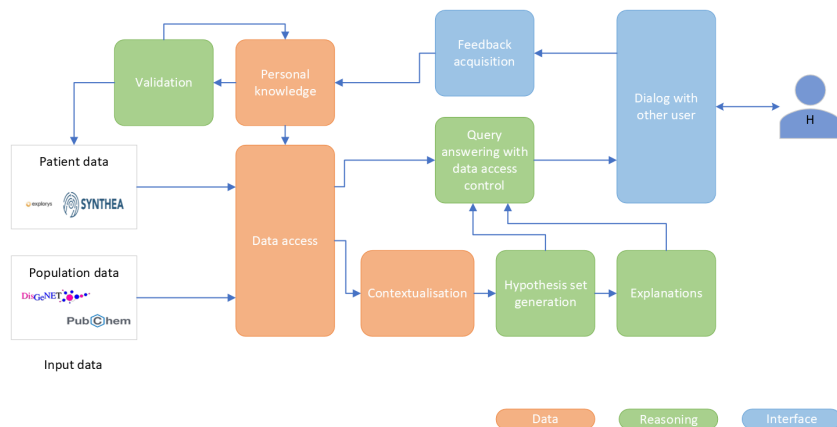 Validation
Personal
knowledge
Feedback
acquisition
Dialog with
other user
H
Patient data
explorys
SYNTHEA
Query
answering with
data access
control
Data access
Population data
DisGeNET
PubChem
Contextualisation
Hypothesis set
generation
Explanations
Input data
Data
Reasoning
Interface